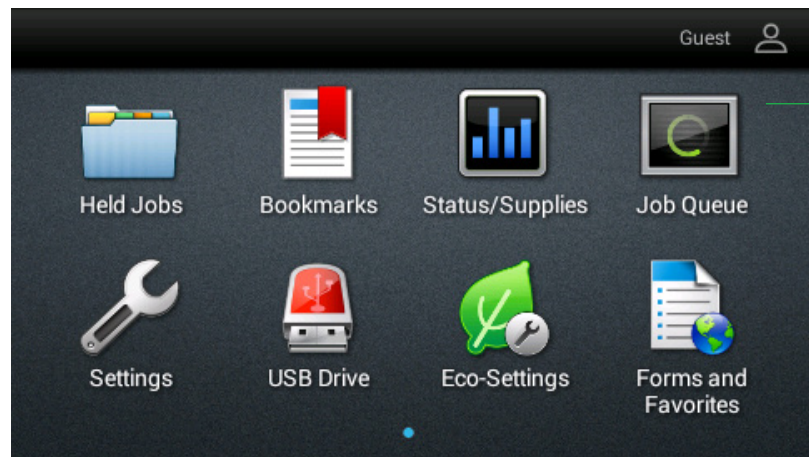 Guest
Held Jobs
Bookmarks
Status/Supplies
Job Queue
Settings
USB Drive
Eco-Settings
Forms and
Favorites